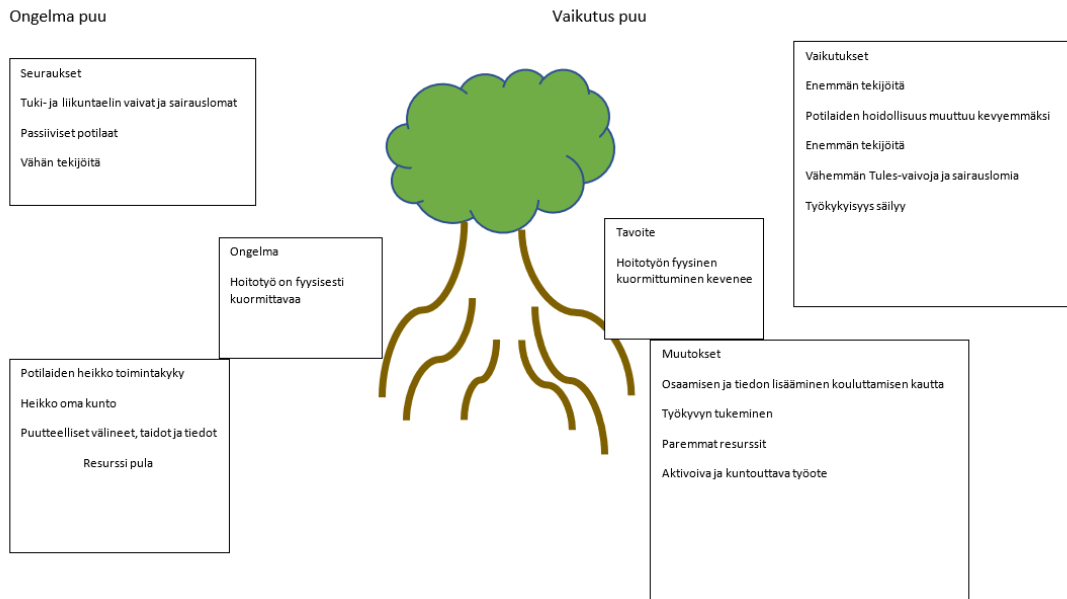 Ongelma puu
Vaikutus puu
Seuraukset
Tuki- ja liikuntaelin vaivat ja sairauslomat
Passiiviset potilaat
Vähän tekijöitä
Vaikutukset
Enemmän tekijöitä
Potilaiden hoidollisuus muuttuu kevyemmäksi
Enemmän tekijöitä
Vähemmän Tules-vaivoja ja sairauslomia
Työkykyisyys säilyy
Ongelma
Hoitotyö on fyysisesti
kuormittavaa
Tavoite
Hoitotyön fyysinen
kuormittuminen kevenee
Potilaiden heikko toimintakyky
Heikko oma kunto
Puutteelliset välineet, taidot ja tiedot
Resurssi pula
Muutokset
Osaamisen ja tiedon lisääminen kouluttamisen kautta
Työkyvyn tukeminen
Paremmat resurssit
Aktivoiva ja kuntouttava työote